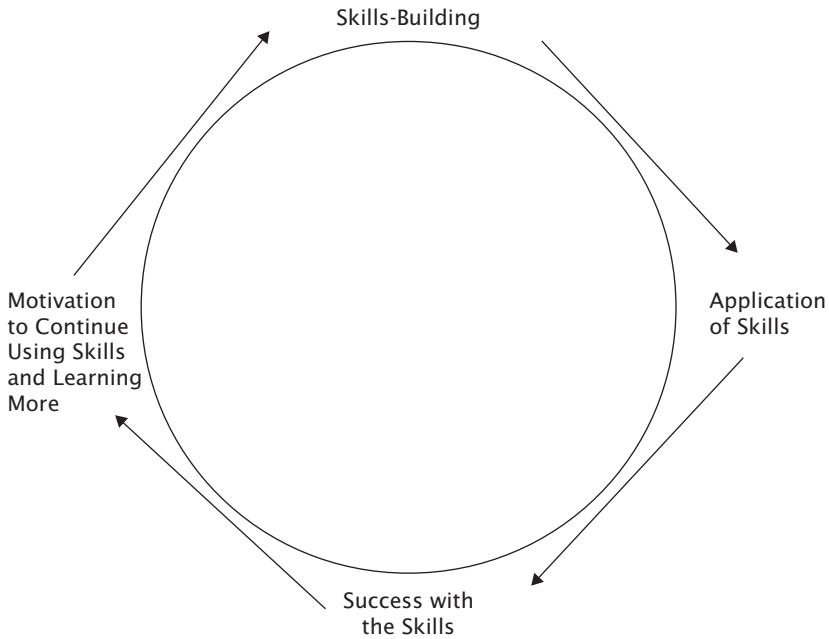 Skills-Building
Application
of Skills
Success with
the Skills
Motivation
to Continue
Using Skills
and Learning
More